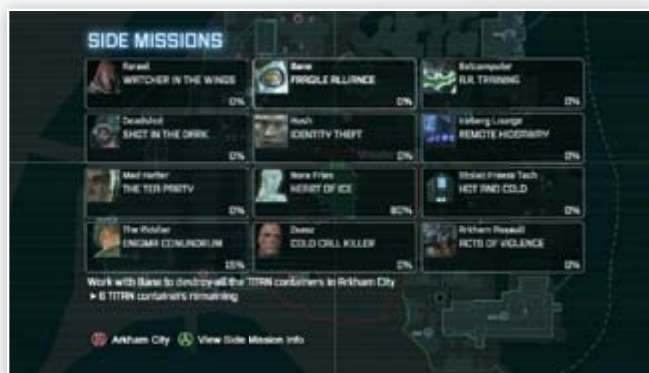 SIDE MISSIONS
Azrael
WATCHER IN THE WINGS
0%
Bane
FRAGILE ALLIANCE
0%
Batcomputer
A.R. TRAINING
0%
Deadshot
SHOT IN THE DARK
0%
Hush
IDENTITY THEFT
0%
Iceberg Lounge
REMOTE HIDEAWAY
0%
Mad Hatter
THE TEA PARTY
0%
Nora Fries
HEART OF ICE
80%
Stolen Freeze Tech
HOT AND COLD
0%
The Riddler
ENIGMA CONUNDRUM
Zsasz
COLD CALL KILLER
0%
Arkham Assault
ACTS OF VIOLENCE
0%
Work with Bane to destroy all the TITAN containers in Arkham City
▸ 6 TITAN containers remaining
B Arkham City A View Side Mission Info